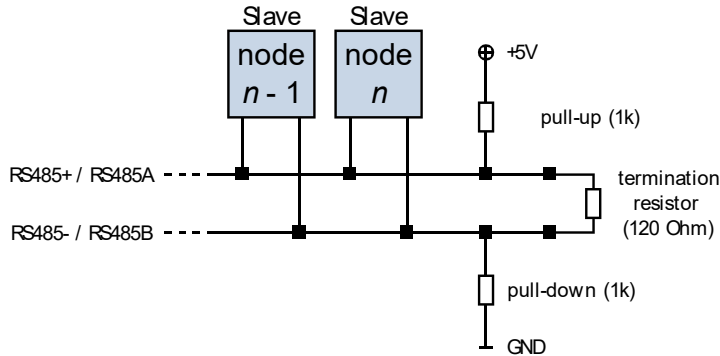 Slave
Slave
node
n - 1
node
n
+5V
pull-up (1k)
RS485+ / RS485A
termination
resistor
(120 Ohm)
RS485- / RS485B
pull-down (1k)
GND